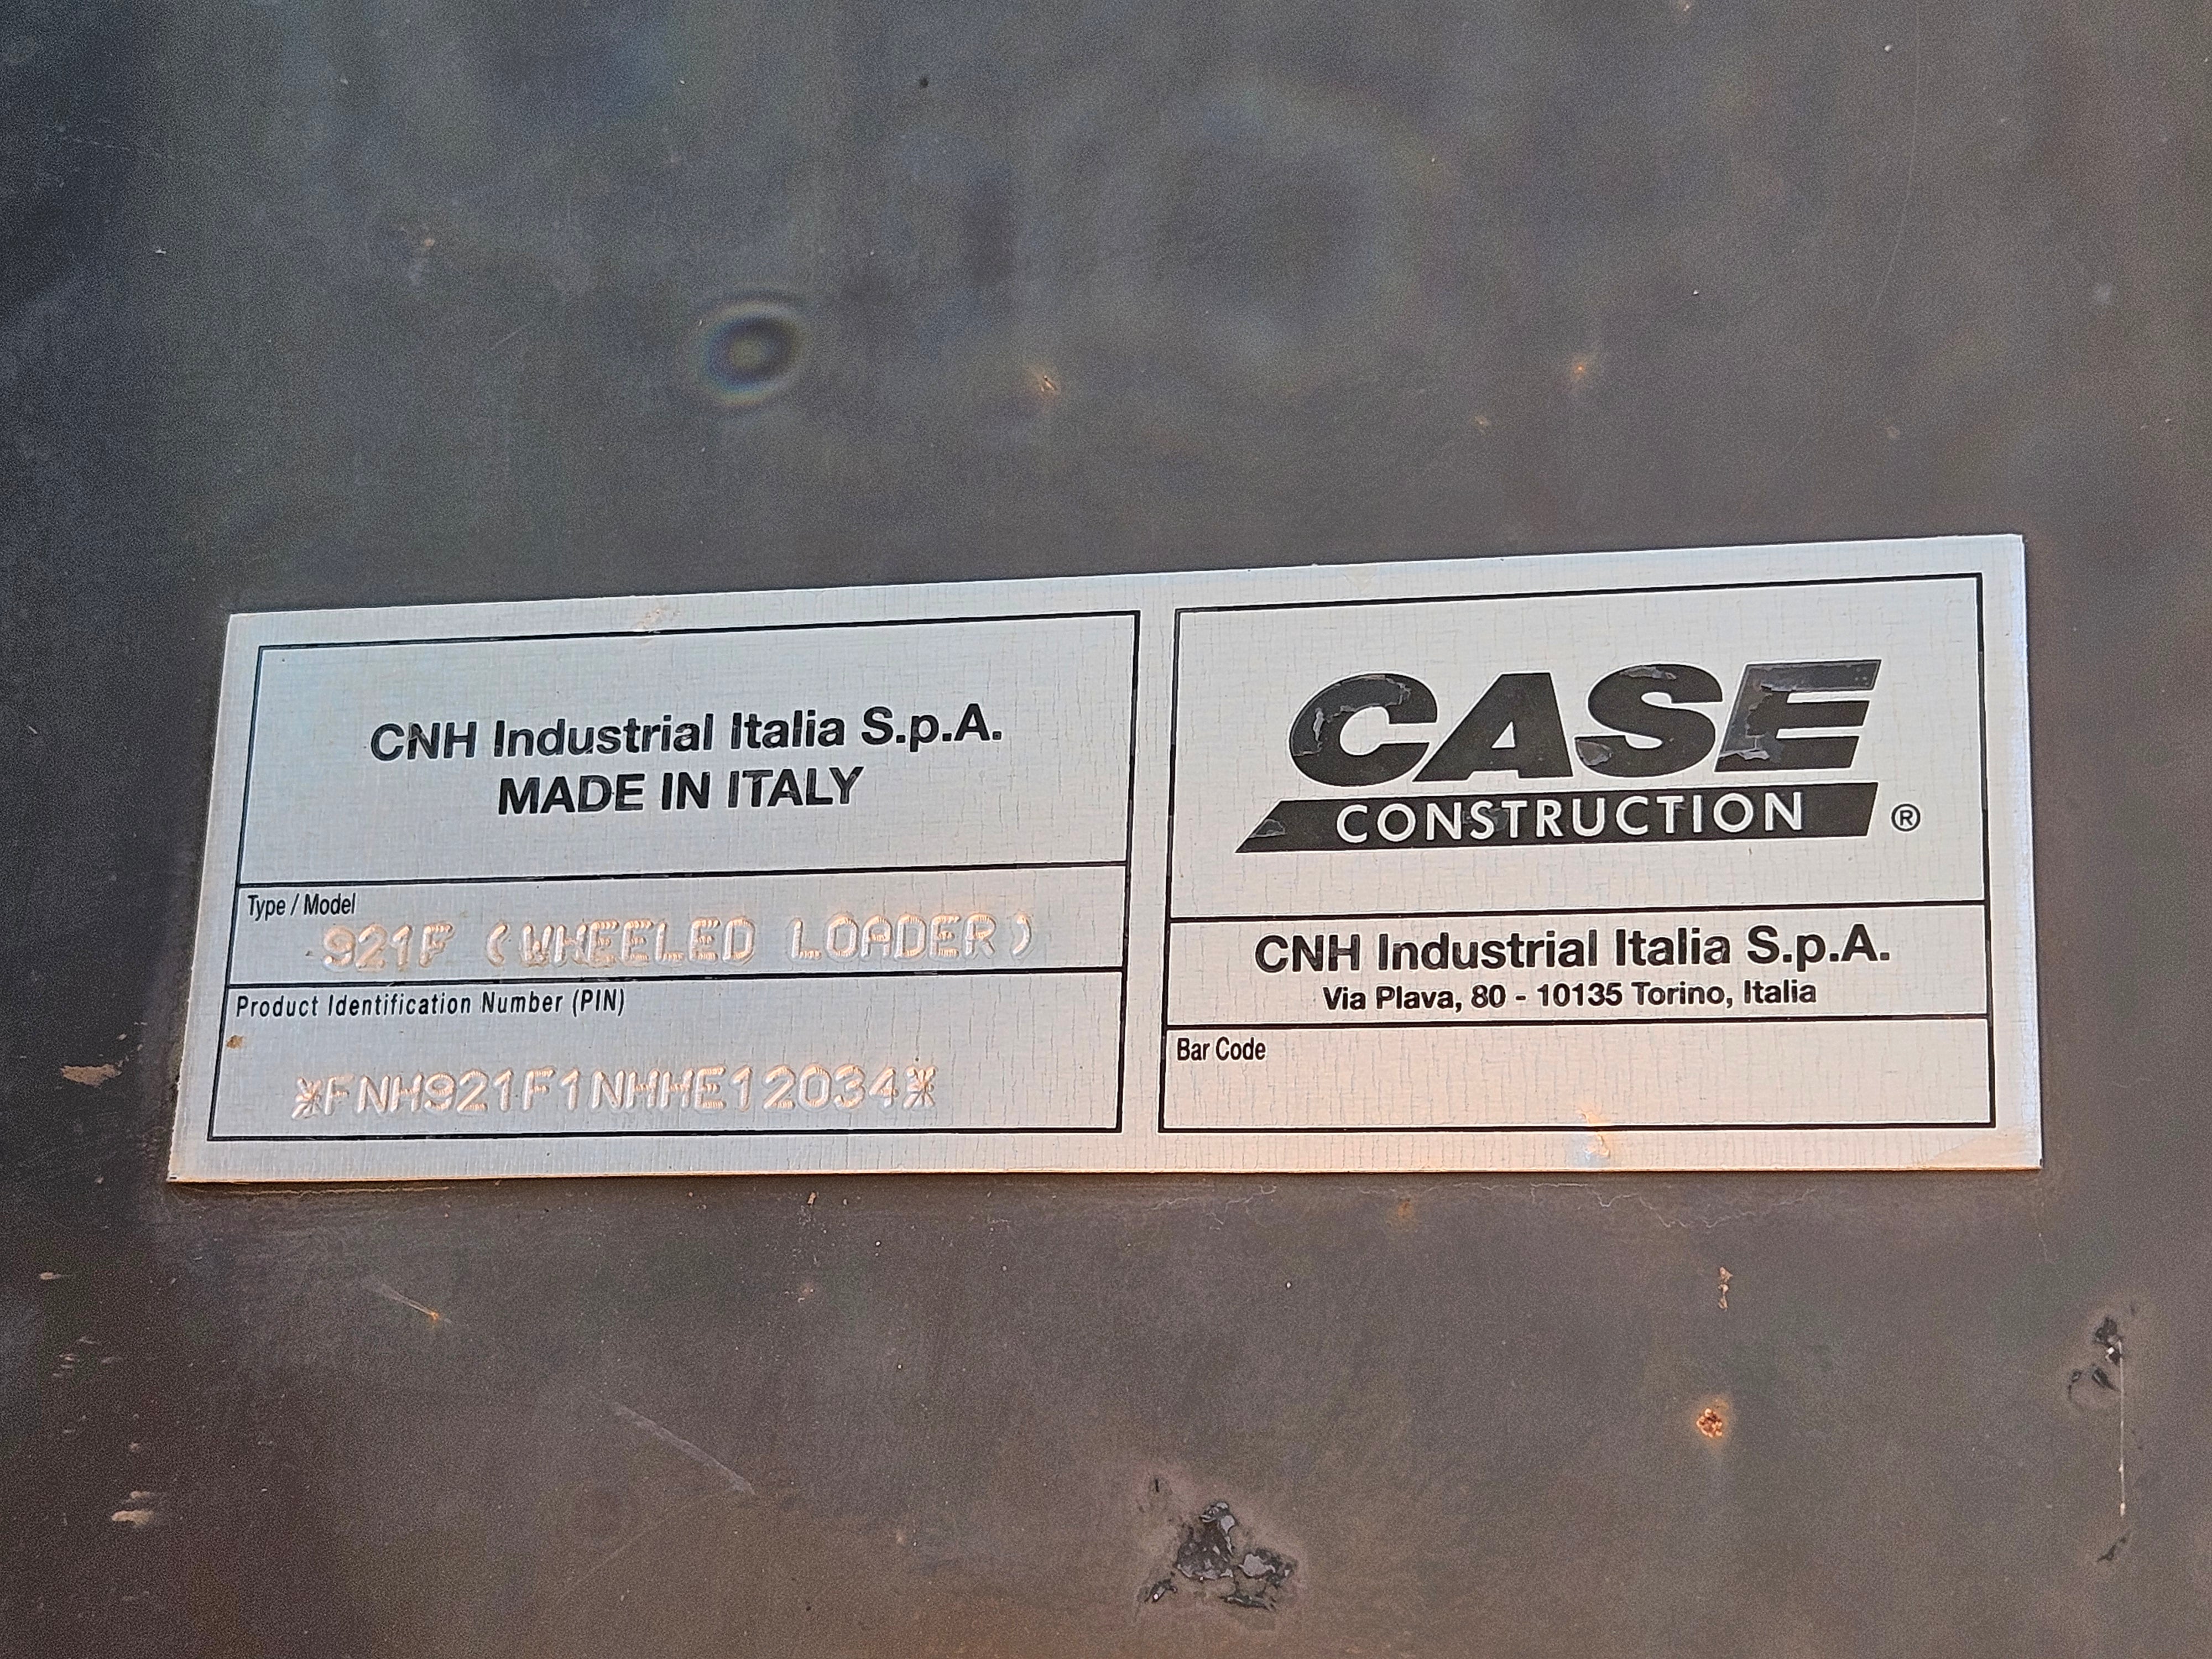 CNH Industrial Italia S.p.A.
MADE IN ITALY
Type / Model
921F (WHEELED LOADER)
Product Identification Number (PIN)
*FNH921F1NHHE12034*
CASE
CONSTRUCTION ®
CNH Industrial Italia S.p.A.
Via Plava, 80 - 10135 Torino, Italia
Bar Code